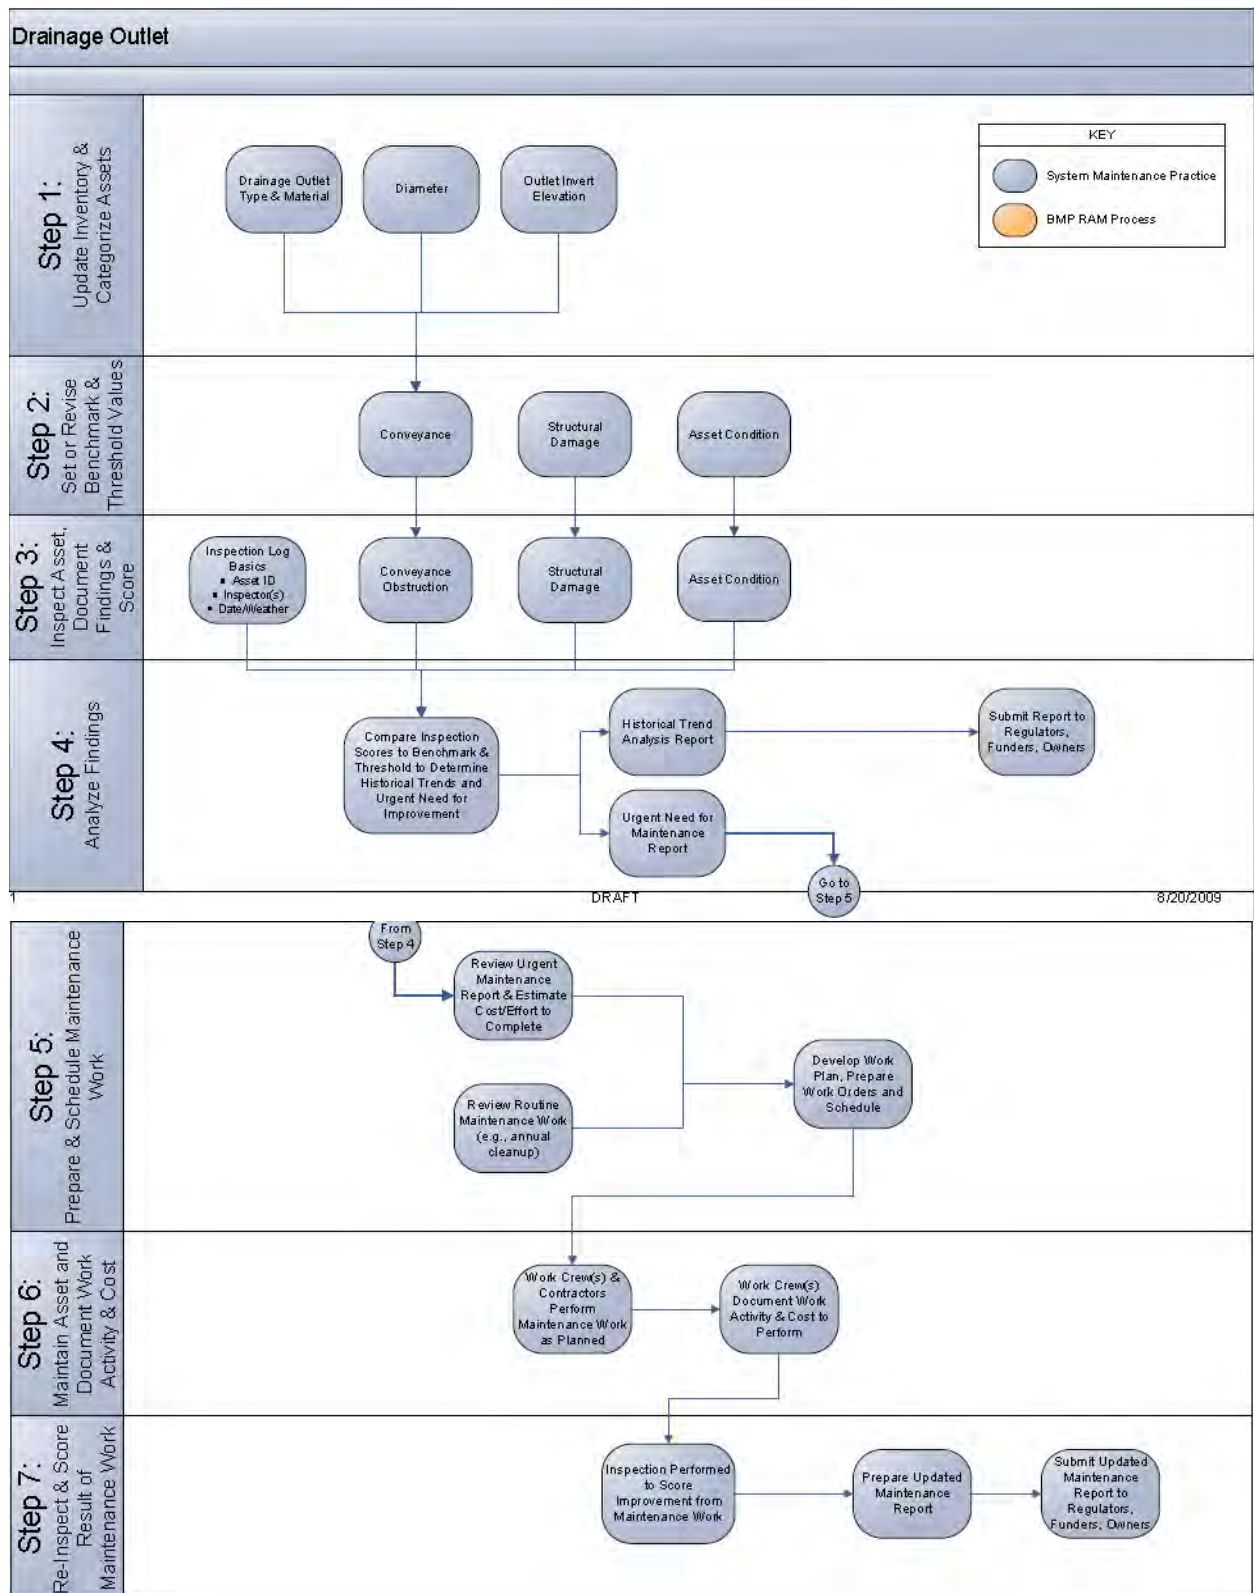 Drainage Outlet
Step 1:
Update Inventory &
Categorize Assets
Drainage Outlet
Type & Material
Diameter
Outlet Invert
Elevation
KEY
System Maintenance Practice
BMP RAM Process
Step 2:
Set or Revise
Benchmark &
Threshold Values
Conveyance
Structural
Damage
Asset Condition
Step 3:
Inspect Asset,
Document
Findings &
Score
Inspection Log
Basics
▪ Asset ID
▪ Inspector(s)
▪ Date/Weather
Conveyance
Obstruction
Structural
Damage
Asset Condition
Step 4:
Analyze Findings
Compare Inspection
Scores to Benchmark &
Threshold to Determine
Historical Trends and
Urgent Need for
Improvement
Historical Trend
Analysis Report
Submit Report to
Regulators,
Funders, Owners
Urgent Need for
Maintenance
Report
Go to
Step 5
1
DRAFT
8/20/2009
Step 5:
Prepare & Schedule Maintenance
Work
From
Step 4
Review Urgent
Maintenance
Report & Estimate
Cost/Effort to
Complete
Review Routine
Maintenance Work
(e.g., annual
cleanup)
Develop Work
Plan, Prepare
Work Orders and
Schedule
Step 6:
Maintain Asset and
Document Work
Activity & Cost
Work Crew(s) &
Contractors
Perform
Maintenance Work
as Planned
Work Crew(s)
Document Work
Activity & Cost to
Perform
Step 7:
Re-Inspect & Score
Result of
Maintenance Work
Inspection Performed
to Score
Improvement from
Maintenance Work
Prepare Updated
Maintenance
Report
Submit Updated
Maintenance
Report to
Regulators,
Funders, Owners